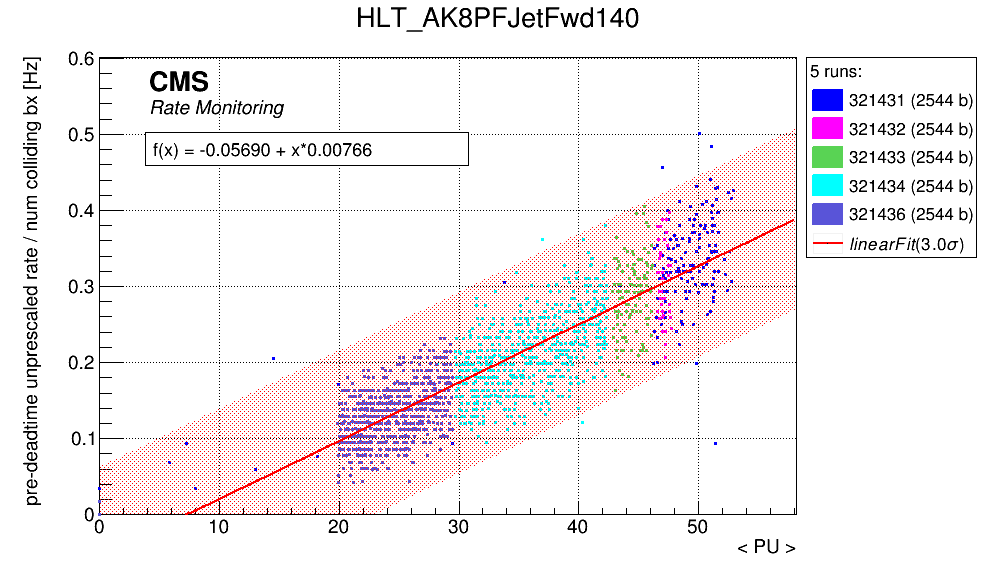 HLT_AK8PFJetFwd140
pre-deadtime unprescaled rate / num colliding bx [Hz]
CMS
Rate Monitoring
f(x) = -0.05690 + x*0.00766
0.6
0.5
0.4
0.3
0.2
0.1
0
0 10 20 30 40 50
< PU >
5 runs:
321431 (2544 b)
321432 (2544 b)
321433 (2544 b)
321434 (2544 b)
321436 (2544 b)
linearFit(3.0σ)